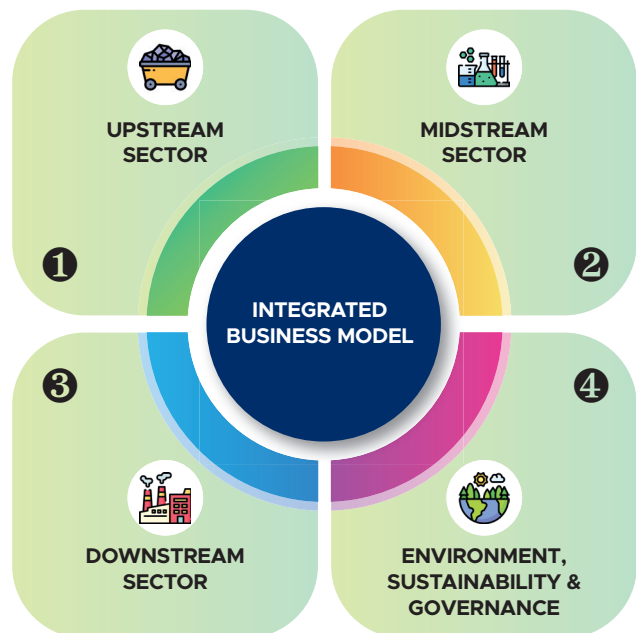 UPSTREAM
SECTOR
1
MIDSTREAM
SECTOR
2
INTEGRATED
BUSINESS MODEL
3
DOWNSTREAM
SECTOR
4
ENVIRONMENT,
SUSTAINABILITY &
GOVERNANCE